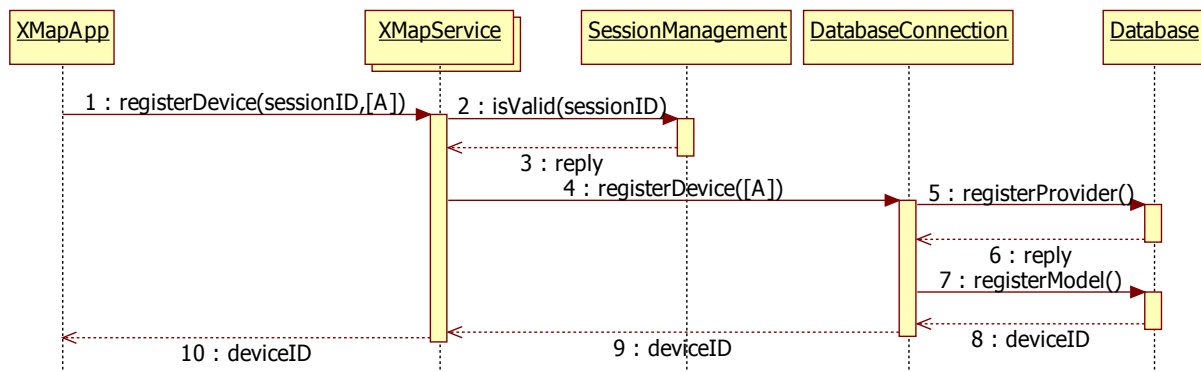 XMapApp
XMapService
SessionManagement
DatabaseConnection
Database
1 : registerDevice(sessionID,[A])
2 : isValid(sessionID)
3 : reply
4 : registerDevice([A])
5 : registerProvider()
6 : reply
7 : registerModel()
8 : deviceID
9 : deviceID
10 : deviceID